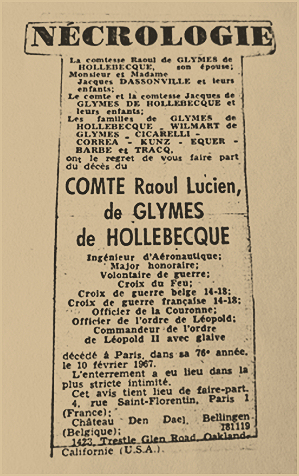 NÉCROLOGIE
La comtesse Raoul de GLYMES de
HOLLEBECQUE, son épouse;
Monsieur et Madame
Jacques DASSONVILLE et leurs
enfants;
Le comte et la comtesse Jacques de
GLYMES DE HOLLEBECQUE et
leurs enfants;
Les familles de GLYMES de
HOLLEBECQUE - WILMART de
GLYMES - CICARELLI -
CORREA - KUNZ - EQUER -
BARBE et TRACQ,
ont le regret de vous faire part
du décès du
COMTE Raoul Lucien,
de GLYMES
de HOLLEBECQUE
Ingénieur d'Aéronautique;
Major honoraire;
Volontaire de guerre;
Croix du Feu;
Croix de guerre belge 14-18;
Croix de guerre française 14-18;
Officier de la Couronne;
Officier de l'ordre de Léopold;
Commandeur de l'ordre
de Léopold II avec glaive
décédé à Paris, dans sa 76e année,
le 10 février 1967.
L'enterrement a eu lieu dans la
plus stricte intimité.
Cet avis tient lieu de faire-part.
4, rue Saint-Florentin, Paris 1
(France);
Château Den Dael, Bellingen
(Belgique); 781119
1423, Trestle Glen Road, Oakland-
Californie (U.S.A.).